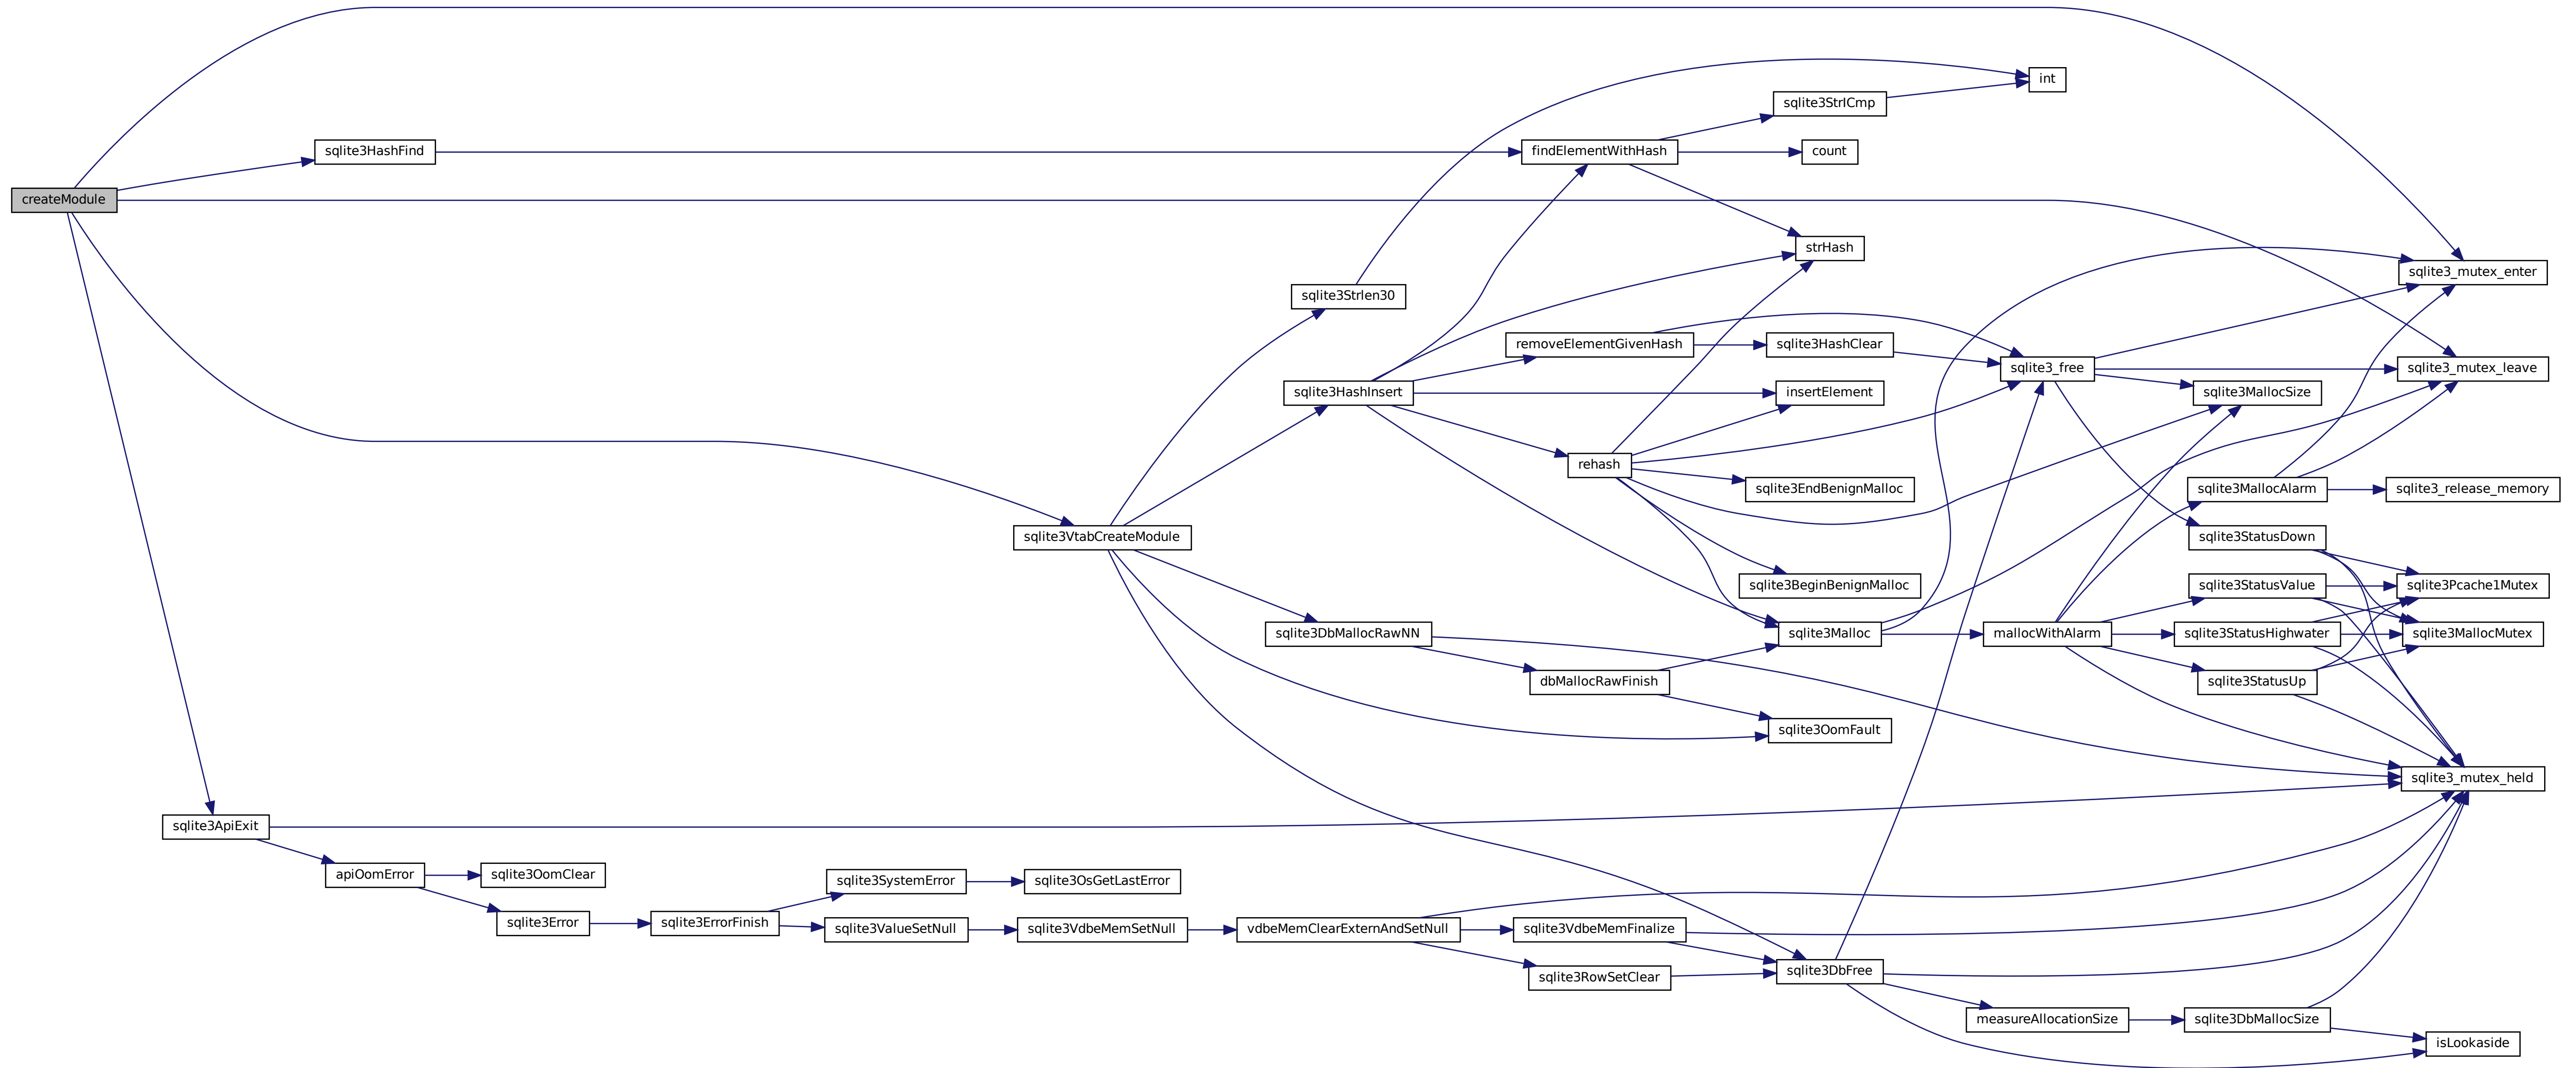 int
sqlite3StrICmp
sqlite3HashFind
findElementWithHash
count
createModule
strHash
sqlite3_mutex_enter
sqlite3Strlen30
removeElementGivenHash
sqlite3HashClear
sqlite3_free
sqlite3_mutex_leave
sqlite3HashInsert
insertElement
sqlite3MallocSize
rehash
sqlite3EndBenignMalloc
sqlite3MallocAlarm
sqlite3_release_memory
sqlite3VtabCreateModule
sqlite3StatusDown
sqlite3BeginBenignMalloc
sqlite3StatusValue
sqlite3Pcache1Mutex
sqlite3DbMallocRawNN
sqlite3Malloc
mallocWithAlarm
sqlite3StatusHighwater
sqlite3MallocMutex
dbMallocRawFinish
sqlite3StatusUp
sqlite3OomFault
sqlite3_mutex_held
sqlite3ApiExit
apiOomError
sqlite3OomClear
sqlite3SystemError
sqlite3OsGetLastError
sqlite3Error
sqlite3ErrorFinish
sqlite3ValueSetNull
sqlite3VdbeMemSetNull
vdbeMemClearExternAndSetNull
sqlite3VdbeMemFinalize
sqlite3RowSetClear
sqlite3DbFree
measureAllocationSize
sqlite3DbMallocSize
isLookaside